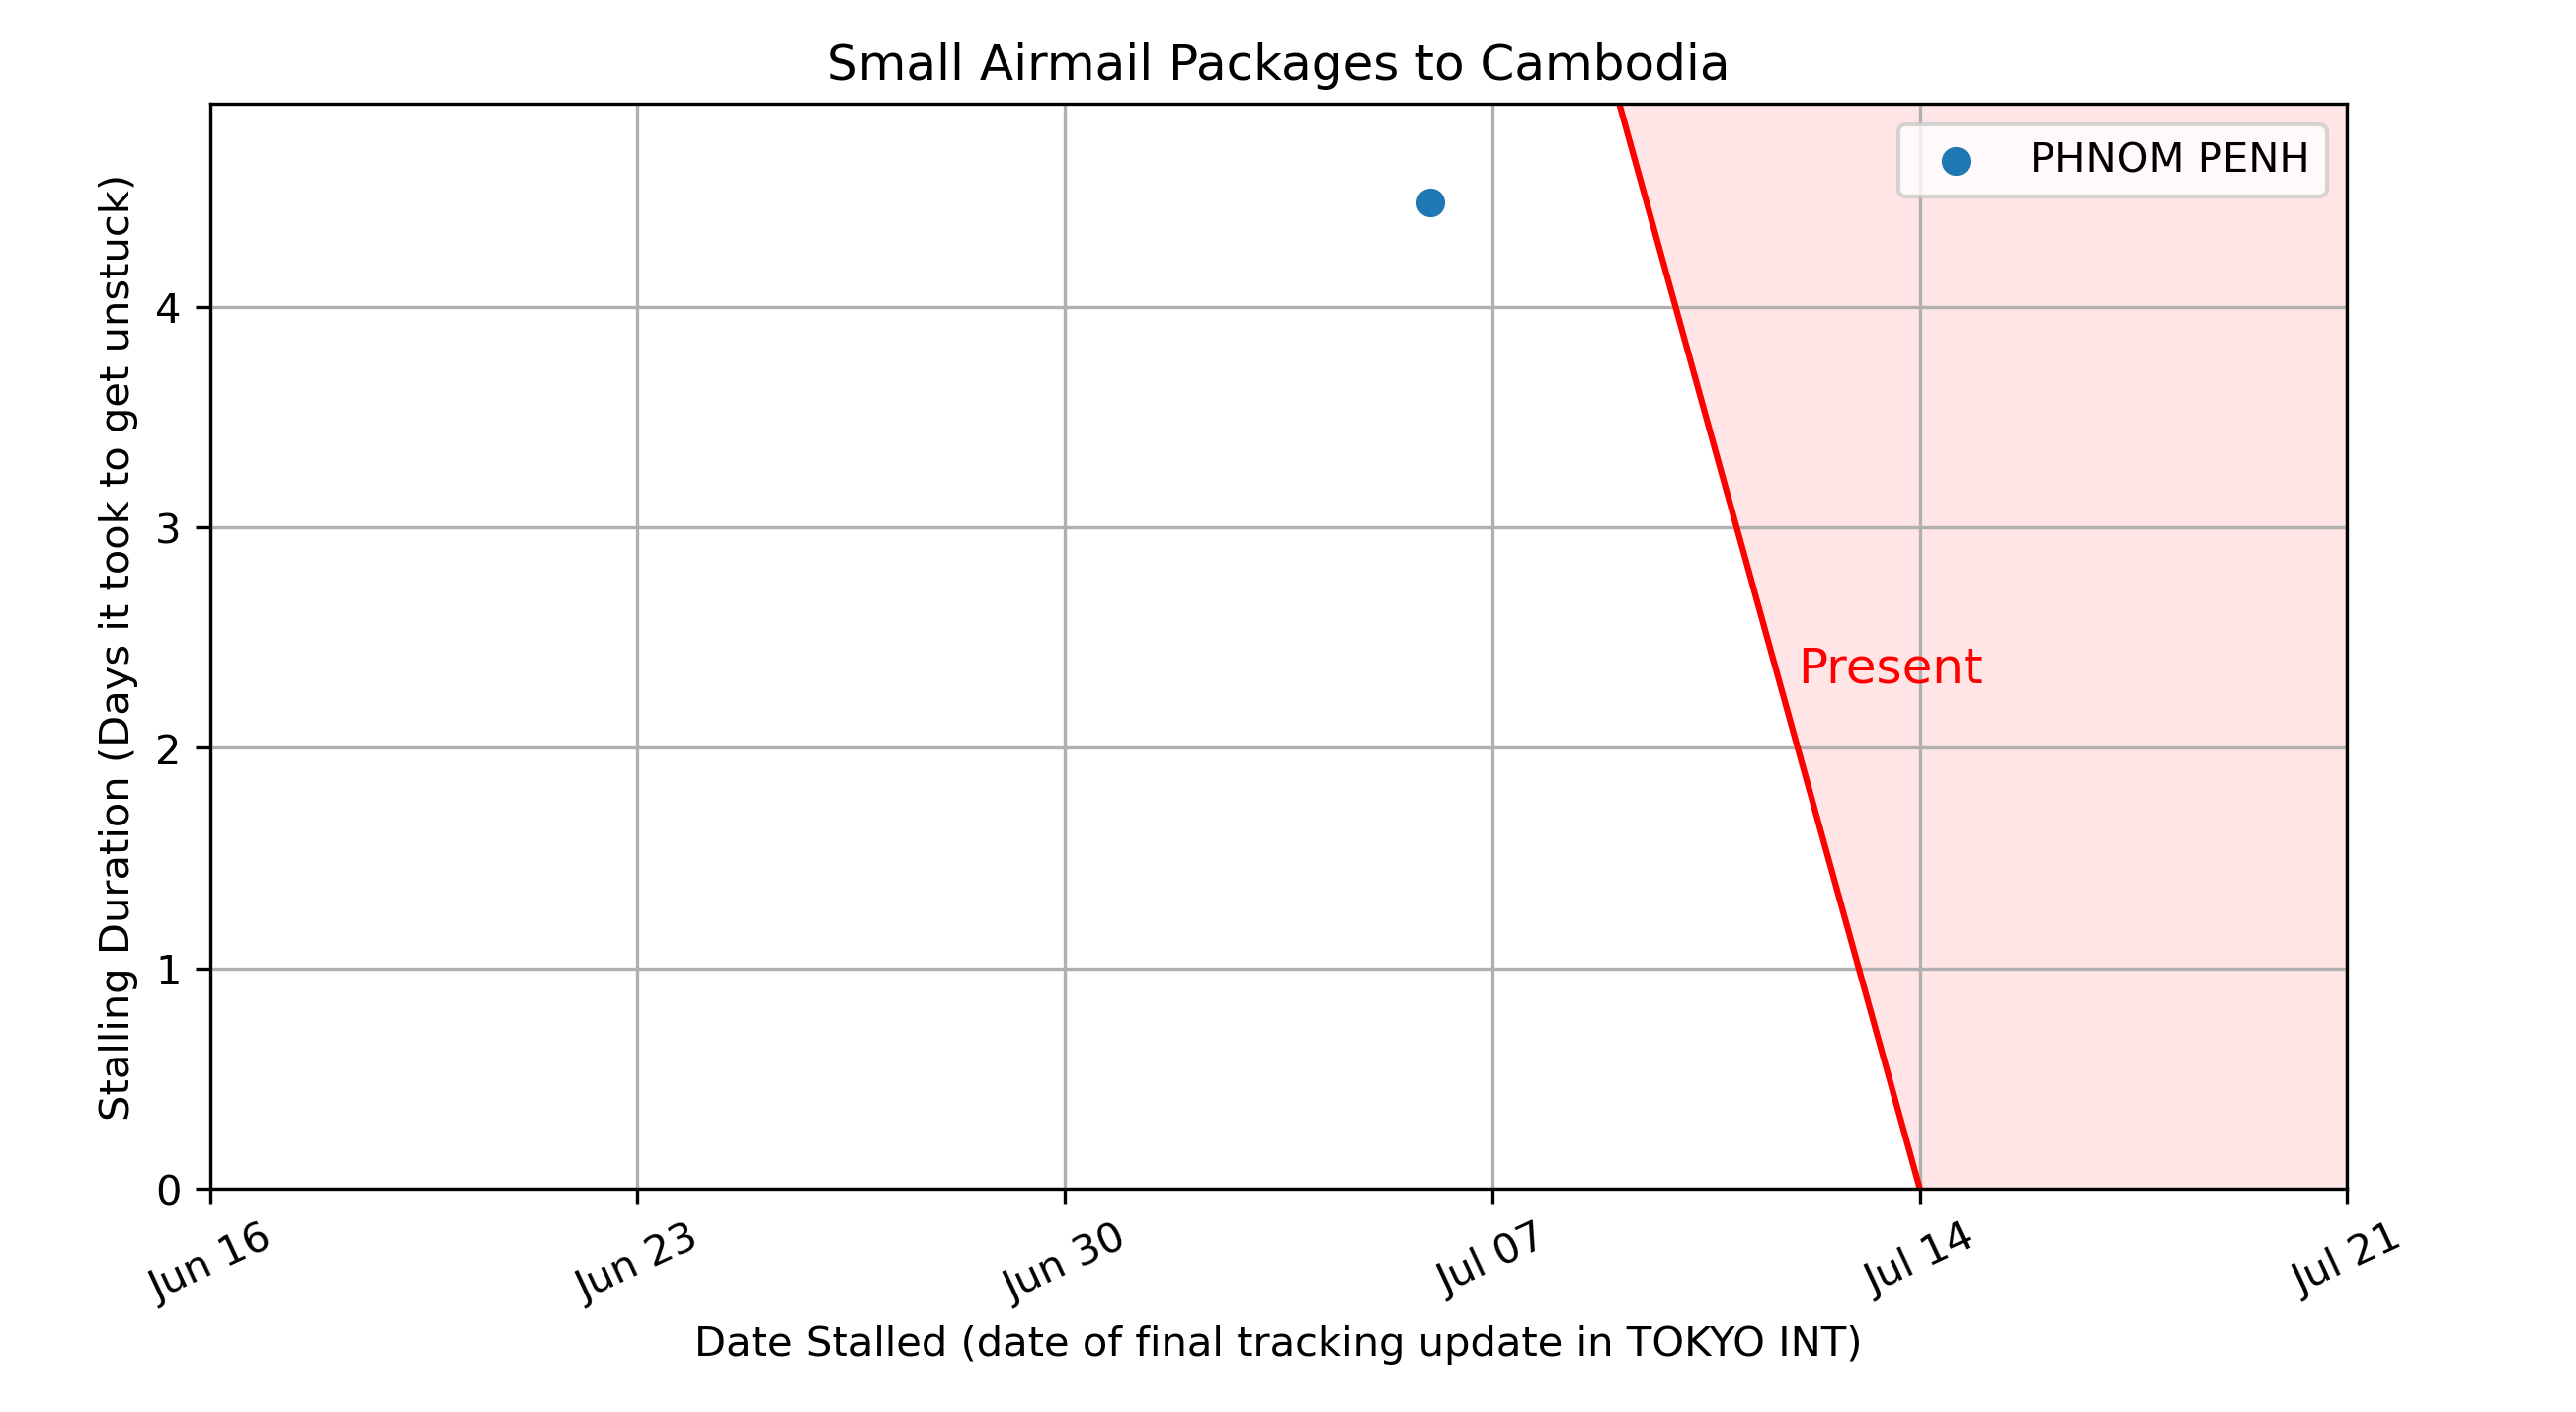 Small Airmail Packages to Cambodia
PHNOM PENH
Stalling Duration (Days it took to get unstuck)
4
3
2
1
0
Present
Jun 16
Jun 23
Jun 30
Jul 07
Jul 14
Jul 21
Date Stalled (date of final tracking update in TOKYO INT)